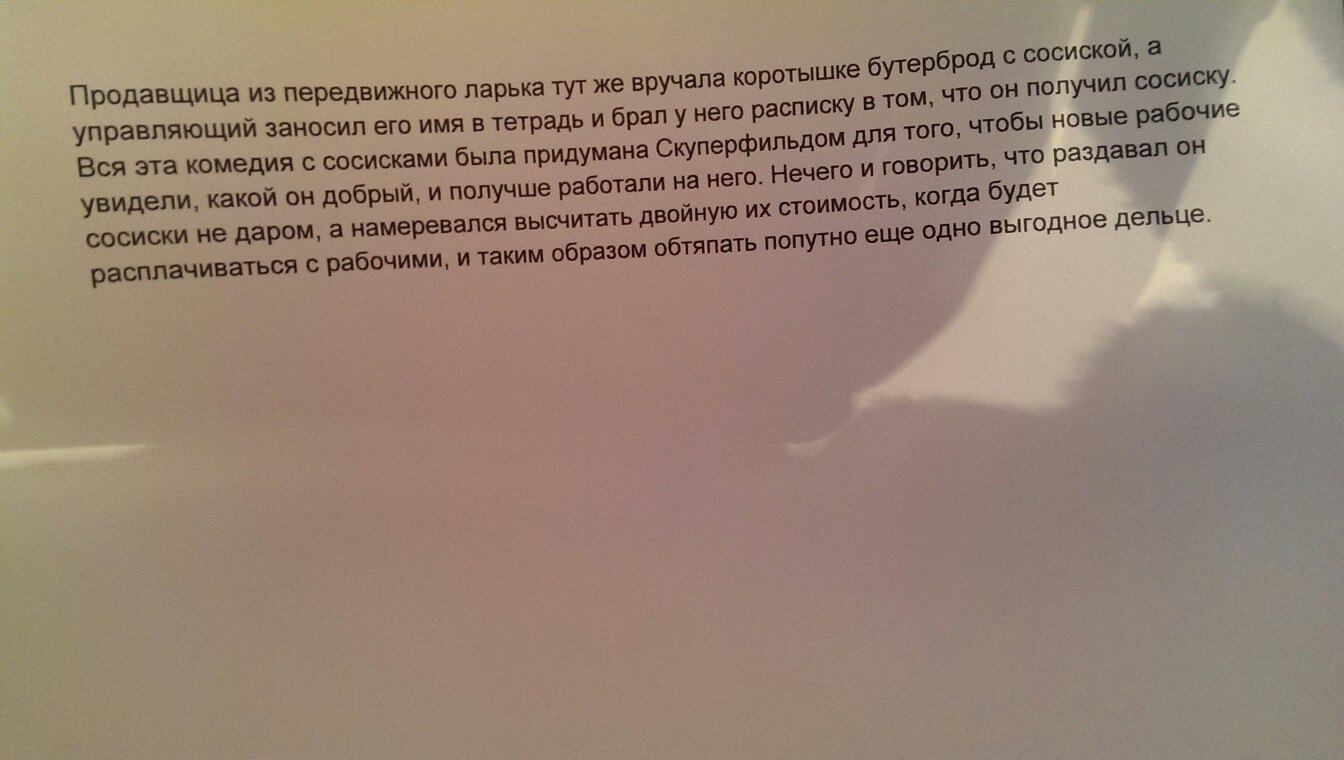 Продавщица из передвижного ларька тут же вручала коротышке бутерброд с сосиской, а
управляющий заносил его имя в тетрадь и брал у него расписку в том, что он получил сосиску.
Вся эта комедия с сосисками была придумана Скуперфильдом для того, чтобы новые рабочие
увидели, какой он добрый, и получше работали на него. Нечего и говорить, что раздавал он
сосиски не даром, а намеревался высчитать двойную их стоимость, когда будет
расплачиваться с рабочими, и таким образом обтяпать попутно еще одно выгодное дельце.